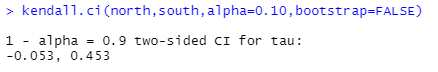 > kendall.ci(north,south,alpha=0.10,bootstrap=FALSE)
1 - alpha = 0.9 two-sided CI for tau:
-0.053, 0.453